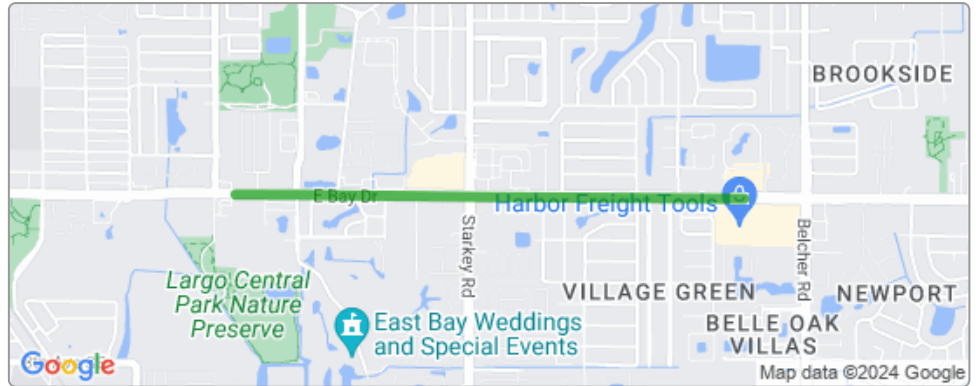 BROOKSIDE
E Bay Dr
Harbor Freight Tools
Starkey Rd
Belcher Rd
Largo Central
Park Nature
Preserve
VILLAGE GREEN
NEWPORT
East Bay Weddings
and Special Events
BELLE OAK
VILLAS
Google
Map data ©2024 Google